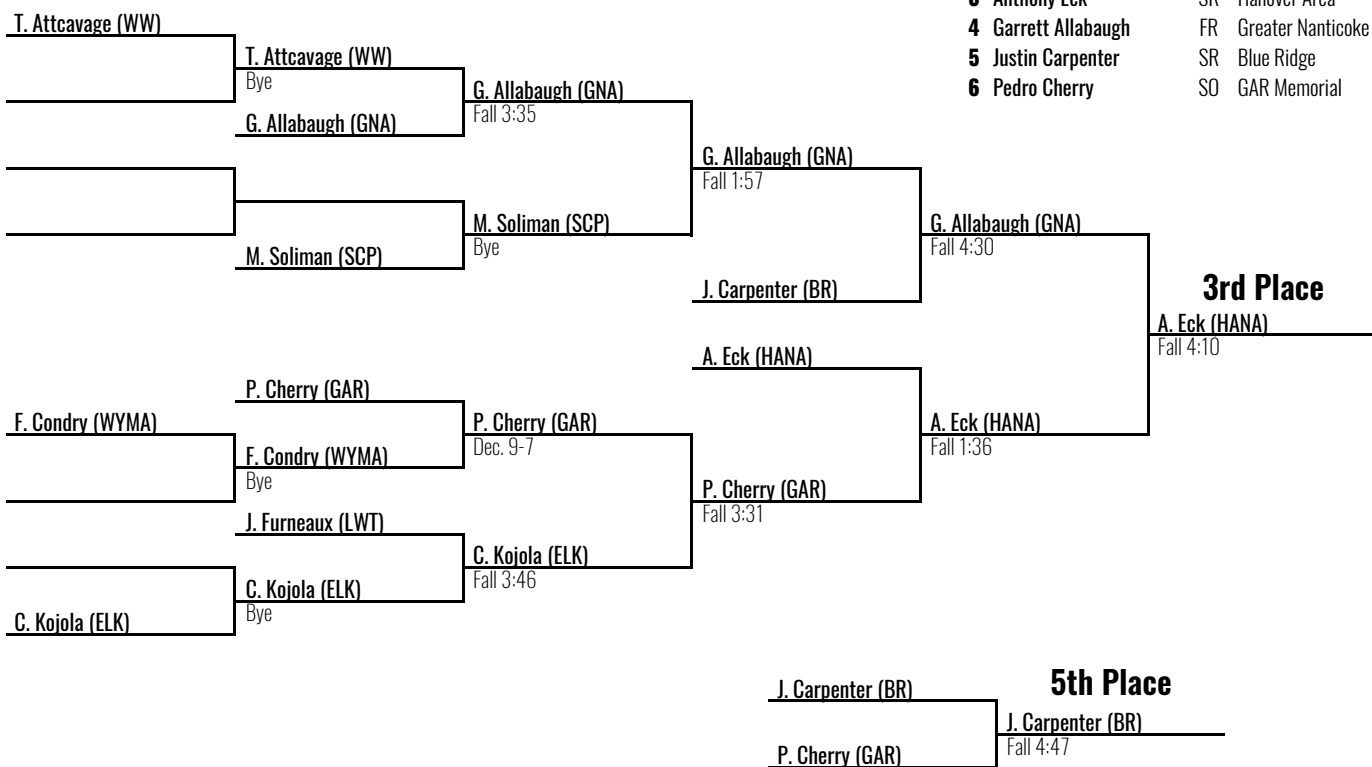 3 Anthony Eck SR Hanover Area
4 Garrett Allabaugh FR Greater Nanticoke
5 Justin Carpenter SR Blue Ridge
6 Pedro Cherry SO GAR Memorial
T. Attcavage (WW)
T. Attcavage (WW)
Bye
G. Allabaugh (GNA)
G. Allabaugh (GNA)
Fall 3:35
G. Allabaugh (GNA)
Fall 1:57
M. Soliman (SCP)
Bye
M. Soliman (SCP)
G. Allabaugh (GNA)
Fall 4:30
J. Carpenter (BR)
3rd Place
A. Eck (HANA)
Fall 4:10
A. Eck (HANA)
P. Cherry (GAR)
F. Condry (WYMA)
F. Condry (WYMA)
Bye
P. Cherry (GAR)
Dec. 9-7
A. Eck (HANA)
Fall 1:36
P. Cherry (GAR)
Fall 3:31
J. Furneaux (LWT)
C. Kojola (ELK)
Fall 3:46
C. Kojola (ELK)
Bye
C. Kojola (ELK)
5th Place
J. Carpenter (BR)
J. Carpenter (BR)
Fall 4:47
P. Cherry (GAR)